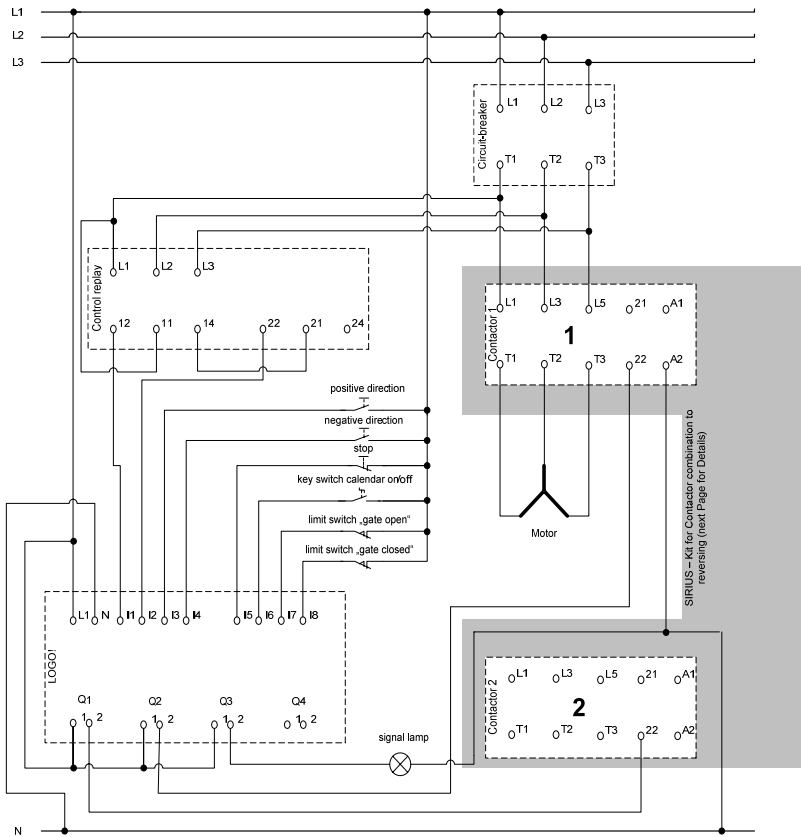 L1
L2
L3
L1 L2 L3
Circuit-breaker
T1 T2 T3
L1 L2 L3
Control replay
12 11 14 22 21 24
L1 L3 L5 21 A1
Contactor 1
1
T1 T2 T3 22 A2
positive direction
negative direction
stop
key switch calendar on/off
limit switch „gate open“
limit switch „gate closed“
Motor
SIRIUS – Kit for Contactor combination to
reversing (next Page for Details)
L1 N I1 I2 I3 I4 I5 I6 I7 I8
LOGO!
Q1 Q2 Q3 Q4
1 2 1 2 1 2 1 2
signal lamp
L1 L3 L5 21 A1
Contactor 2
2
T1 T2 T3 22 A2
N